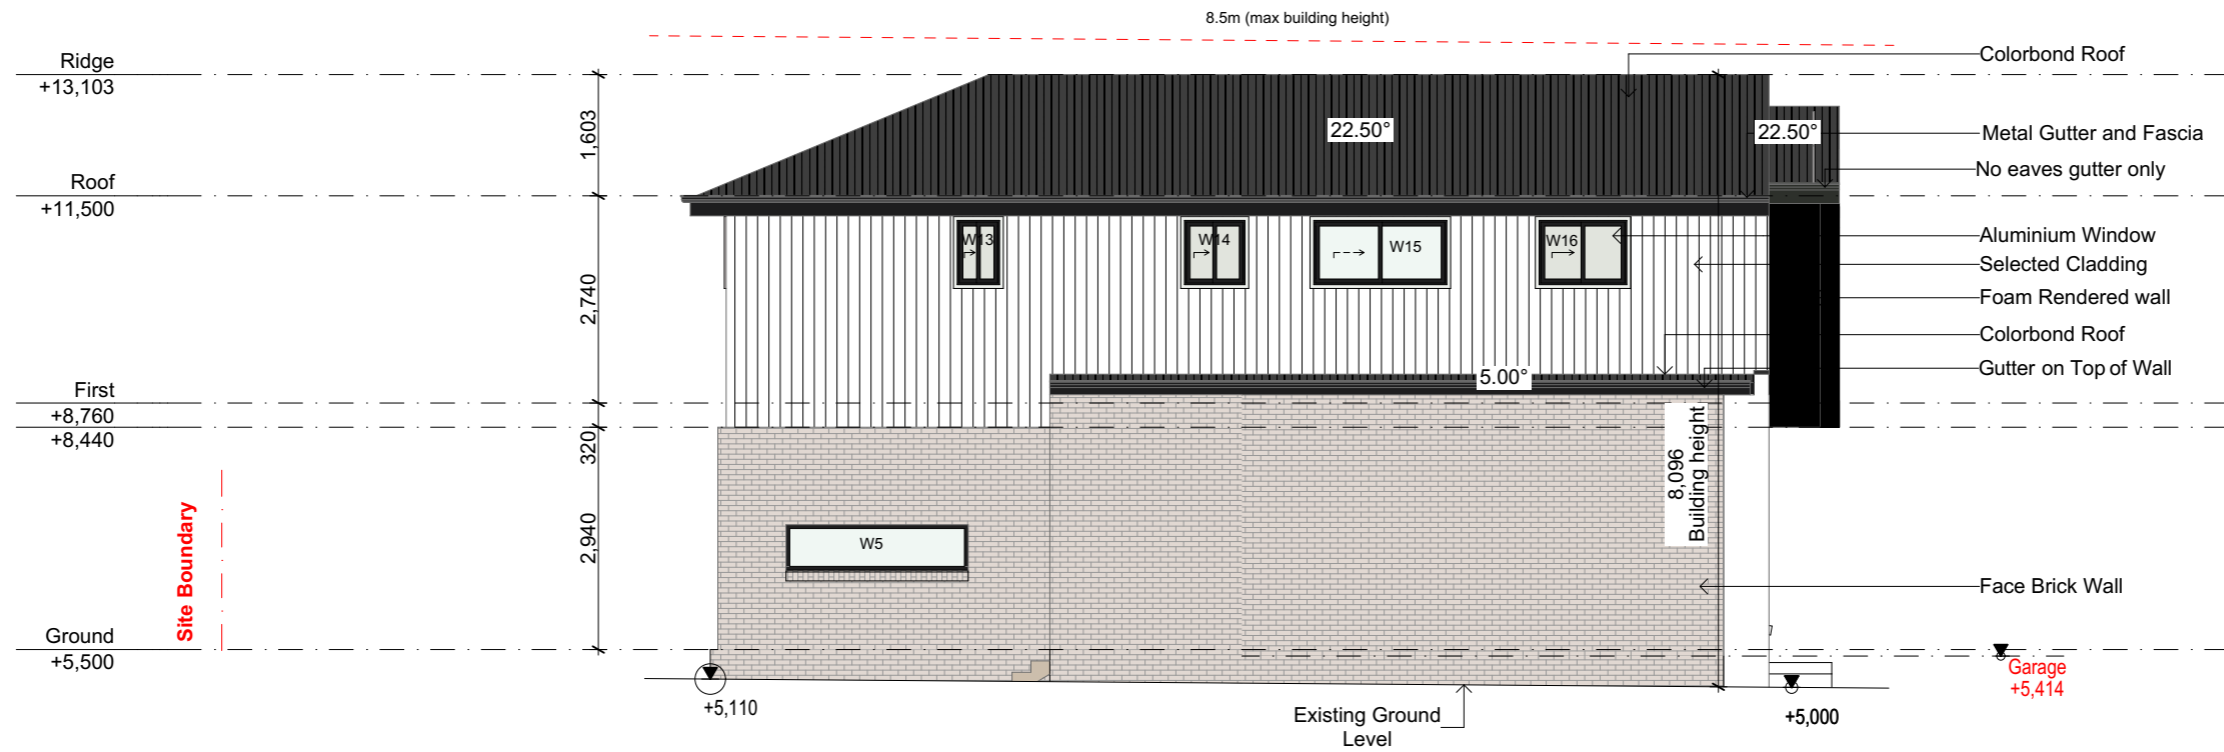 8.5m (max building height)
Ridge
+13,103
Colorbond Roof
1,603
22.50°
22.50°
Metal Gutter and Fascia
No eaves gutter only
Roof
+11,500
W13
W14
W15
W16
Aluminium Window
Selected Cladding
Foam Rendered wall
2,740
Colorbond Roof
Gutter on Top of Wall
5.00°
First
+8,760
+8,440
320
8,096
Building height
Site Boundary
2,940
W5
Face Brick Wall
Ground
+5,500
Garage
+5,414
+5,110
Existing Ground
Level
+5,000